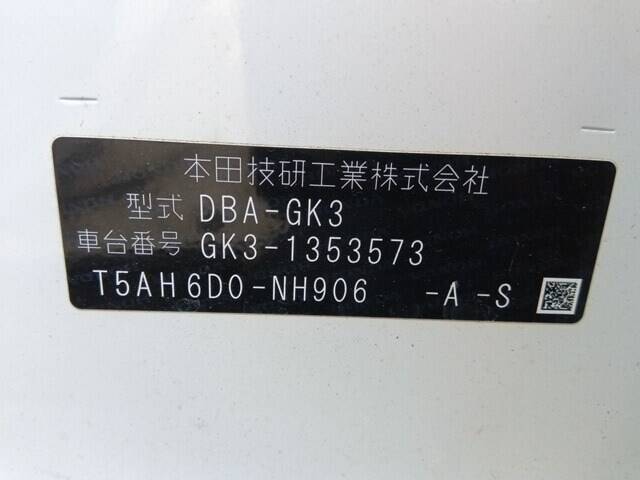 本田技研工業株式会社
型式 DBA-GK3
車台番号 GK3-1353573
T5AH6D0-NH906 -A -S